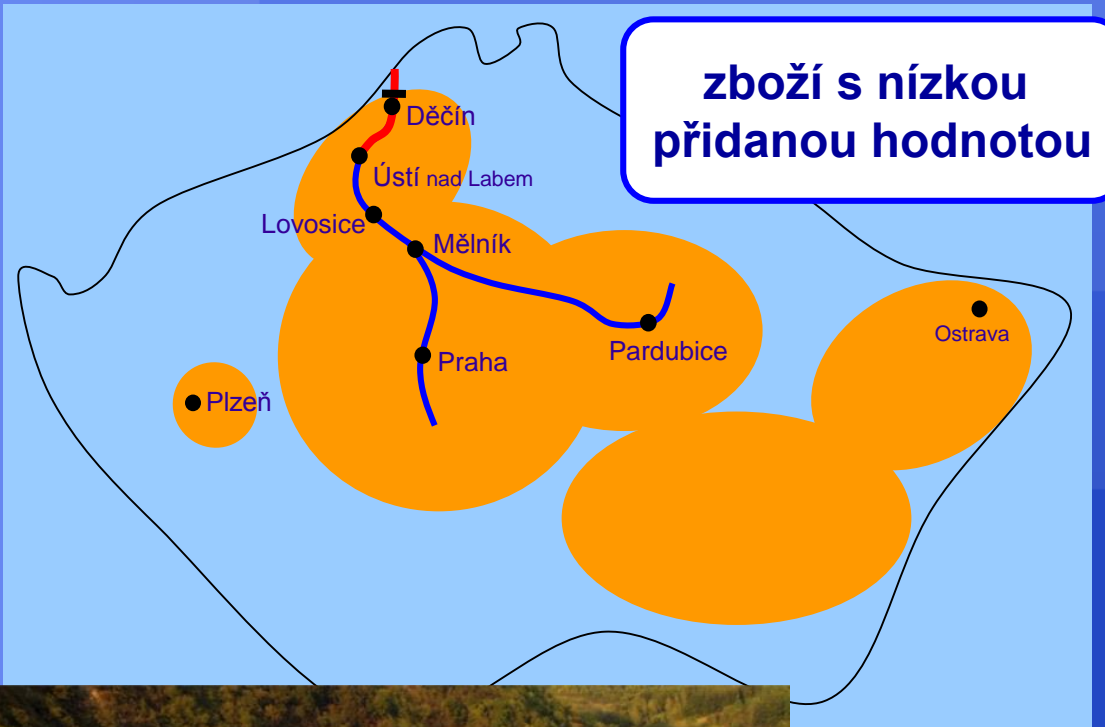 zboží s nízkou
přidanou hodnotou
Děčín
Ústí nad Labem
Lovosice
Mělník
Ostrava
Pardubice
Praha
Plzeň